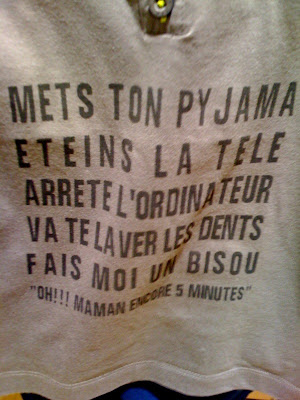 METS TON PYJAMA
ETEINS LA TELE
ARRETE L'ORDINATEUR
VA TE LAVER LES DENTS
FAIS MOI UN BISOU
"OH!!! MAMAN ENCORE 5 MINUTES"